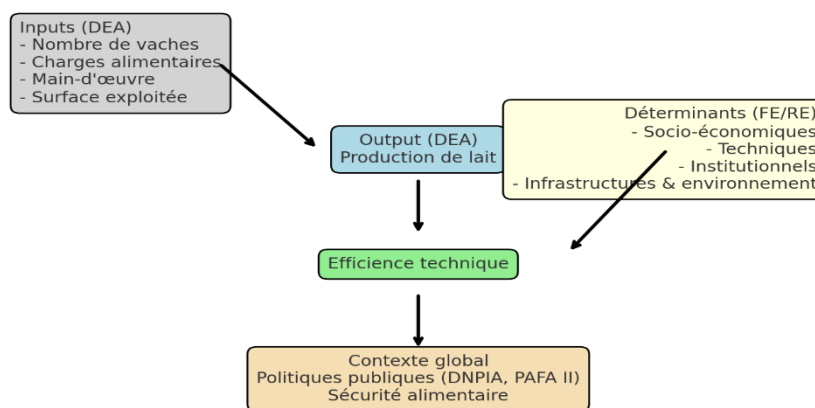 Inputs (DEA)
- Nombre de vaches
- Charges alimentaires
- Main-d'œuvre
- Surface exploitée
Output (DEA)
Production de lait
Déterminants (FE/RE)
- Socio-économiques
- Techniques
- Institutionnels
- Infrastructures & environnement
Efficience technique
Contexte global
Politiques publiques (DNPIA, PAFA II)
Sécurité alimentaire